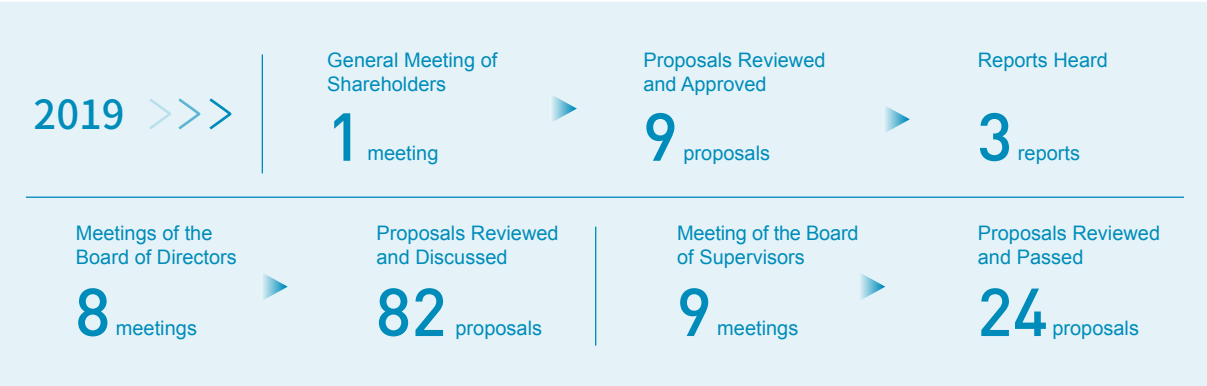 2019
General Meeting of
Shareholders
1 meeting
Proposals Reviewed
and Approved
9 proposals
Reports Heard
3 reports
Meetings of the
Board of Directors
8 meetings
Proposals Reviewed
and Discussed
82 proposals
Meeting of the Board
of Supervisors
9 meetings
Proposals Reviewed
and Passed
24 proposals